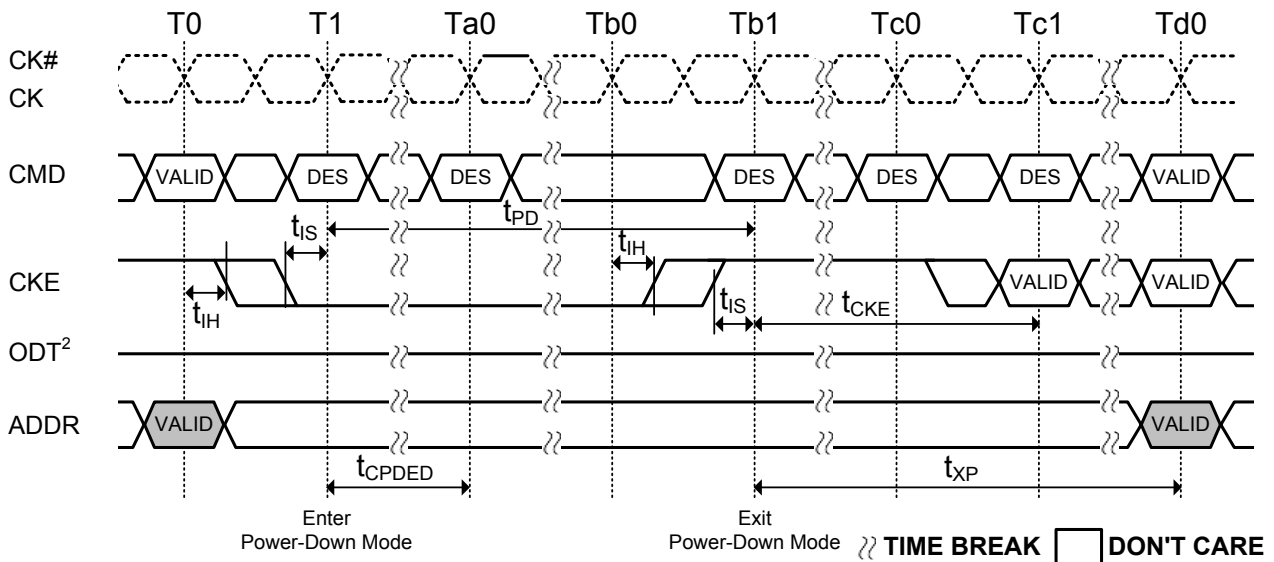 T0 T1 Ta0 Tb0 Tb1 Tc0 Tc1 Td0
CK#
CK
CMD VALID DES DES DES DES DES VALID
tPD
tIS
tIH
CKE VALID VALID
tIH
tIS
tCKE
ODT2
ADDR VALID VALID
tCPDED
tXP
Enter
Power-Down Mode
Exit
Power-Down Mode
TIME BREAK DON'T CARE